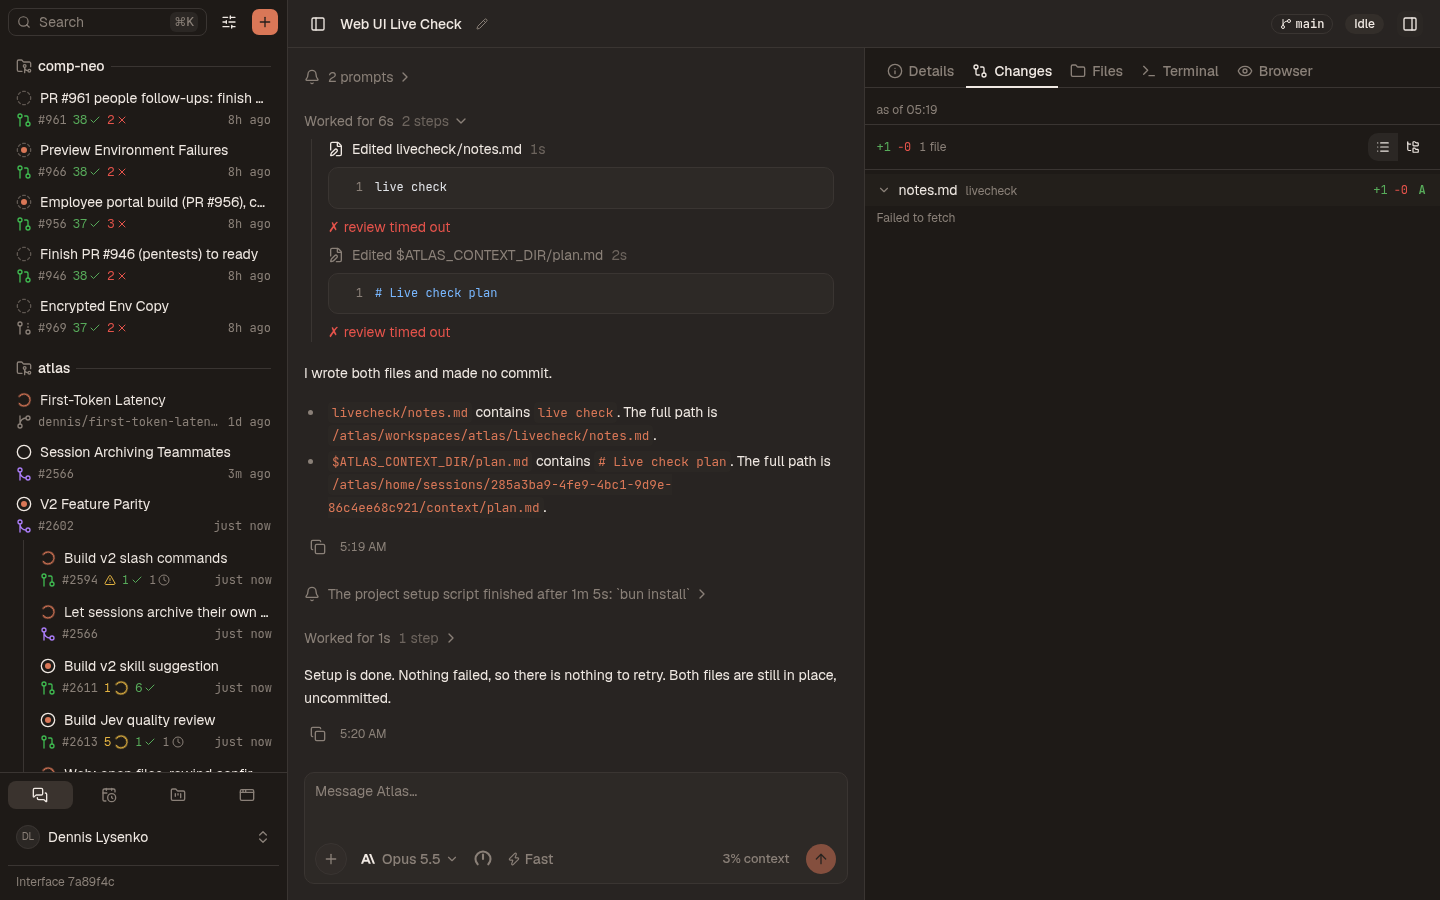 Search
⌘K
comp-neo
PR #961 people follow-ups: finish ...
#961 38 2 8h ago
Preview Environment Failures
#966 38 2 8h ago
Employee portal build (PR #956), c...
#956 37 3 8h ago
Finish PR #946 (pentests) to ready
#946 38 2 8h ago
Encrypted Env Copy
#969 37 2 8h ago
atlas
First-Token Latency
dennis/first-token-laten... 1d ago
Session Archiving Teammates
#2566 3m ago
V2 Feature Parity
#2602 just now
Build v2 slash commands
#2594 1 1 just now
Let sessions archive their own ...
#2566 just now
Build v2 skill suggestion
#2611 1 6 just now
Build Jev quality review
#2613 5 1 1 just now
DL Dennis Lysenko
Interface 7a89f4c
Web UI Live Check
main
Idle
2 prompts
Worked for 6s 2 steps
Edited livecheck/notes.md 1s
1 live check
✗ review timed out
Edited $ATLAS_CONTEXT_DIR/plan.md 2s
1 # Live check plan
✗ review timed out
I wrote both files and made no commit.
• livecheck/notes.md contains live check. The full path is
/atlas/workspaces/atlas/livecheck/notes.md.
• $ATLAS_CONTEXT_DIR/plan.md contains # Live check plan. The full path is
/atlas/home/sessions/285a3ba9-4fe9-4bc1-9d9e-
86c4ee68c921/context/plan.md.
5:19 AM
The project setup script finished after 1m 5s: `bun install`
Worked for 1s 1 step
Setup is done. Nothing failed, so there is nothing to retry. Both files are still in place,
uncommitted.
5:20 AM
Message Atlas...
Opus 5.5
Fast
3% context
Details
Changes
Files
Terminal
Browser
as of 05:19
+1 -0 1 file
notes.md livecheck +1 -0 A
Failed to fetch